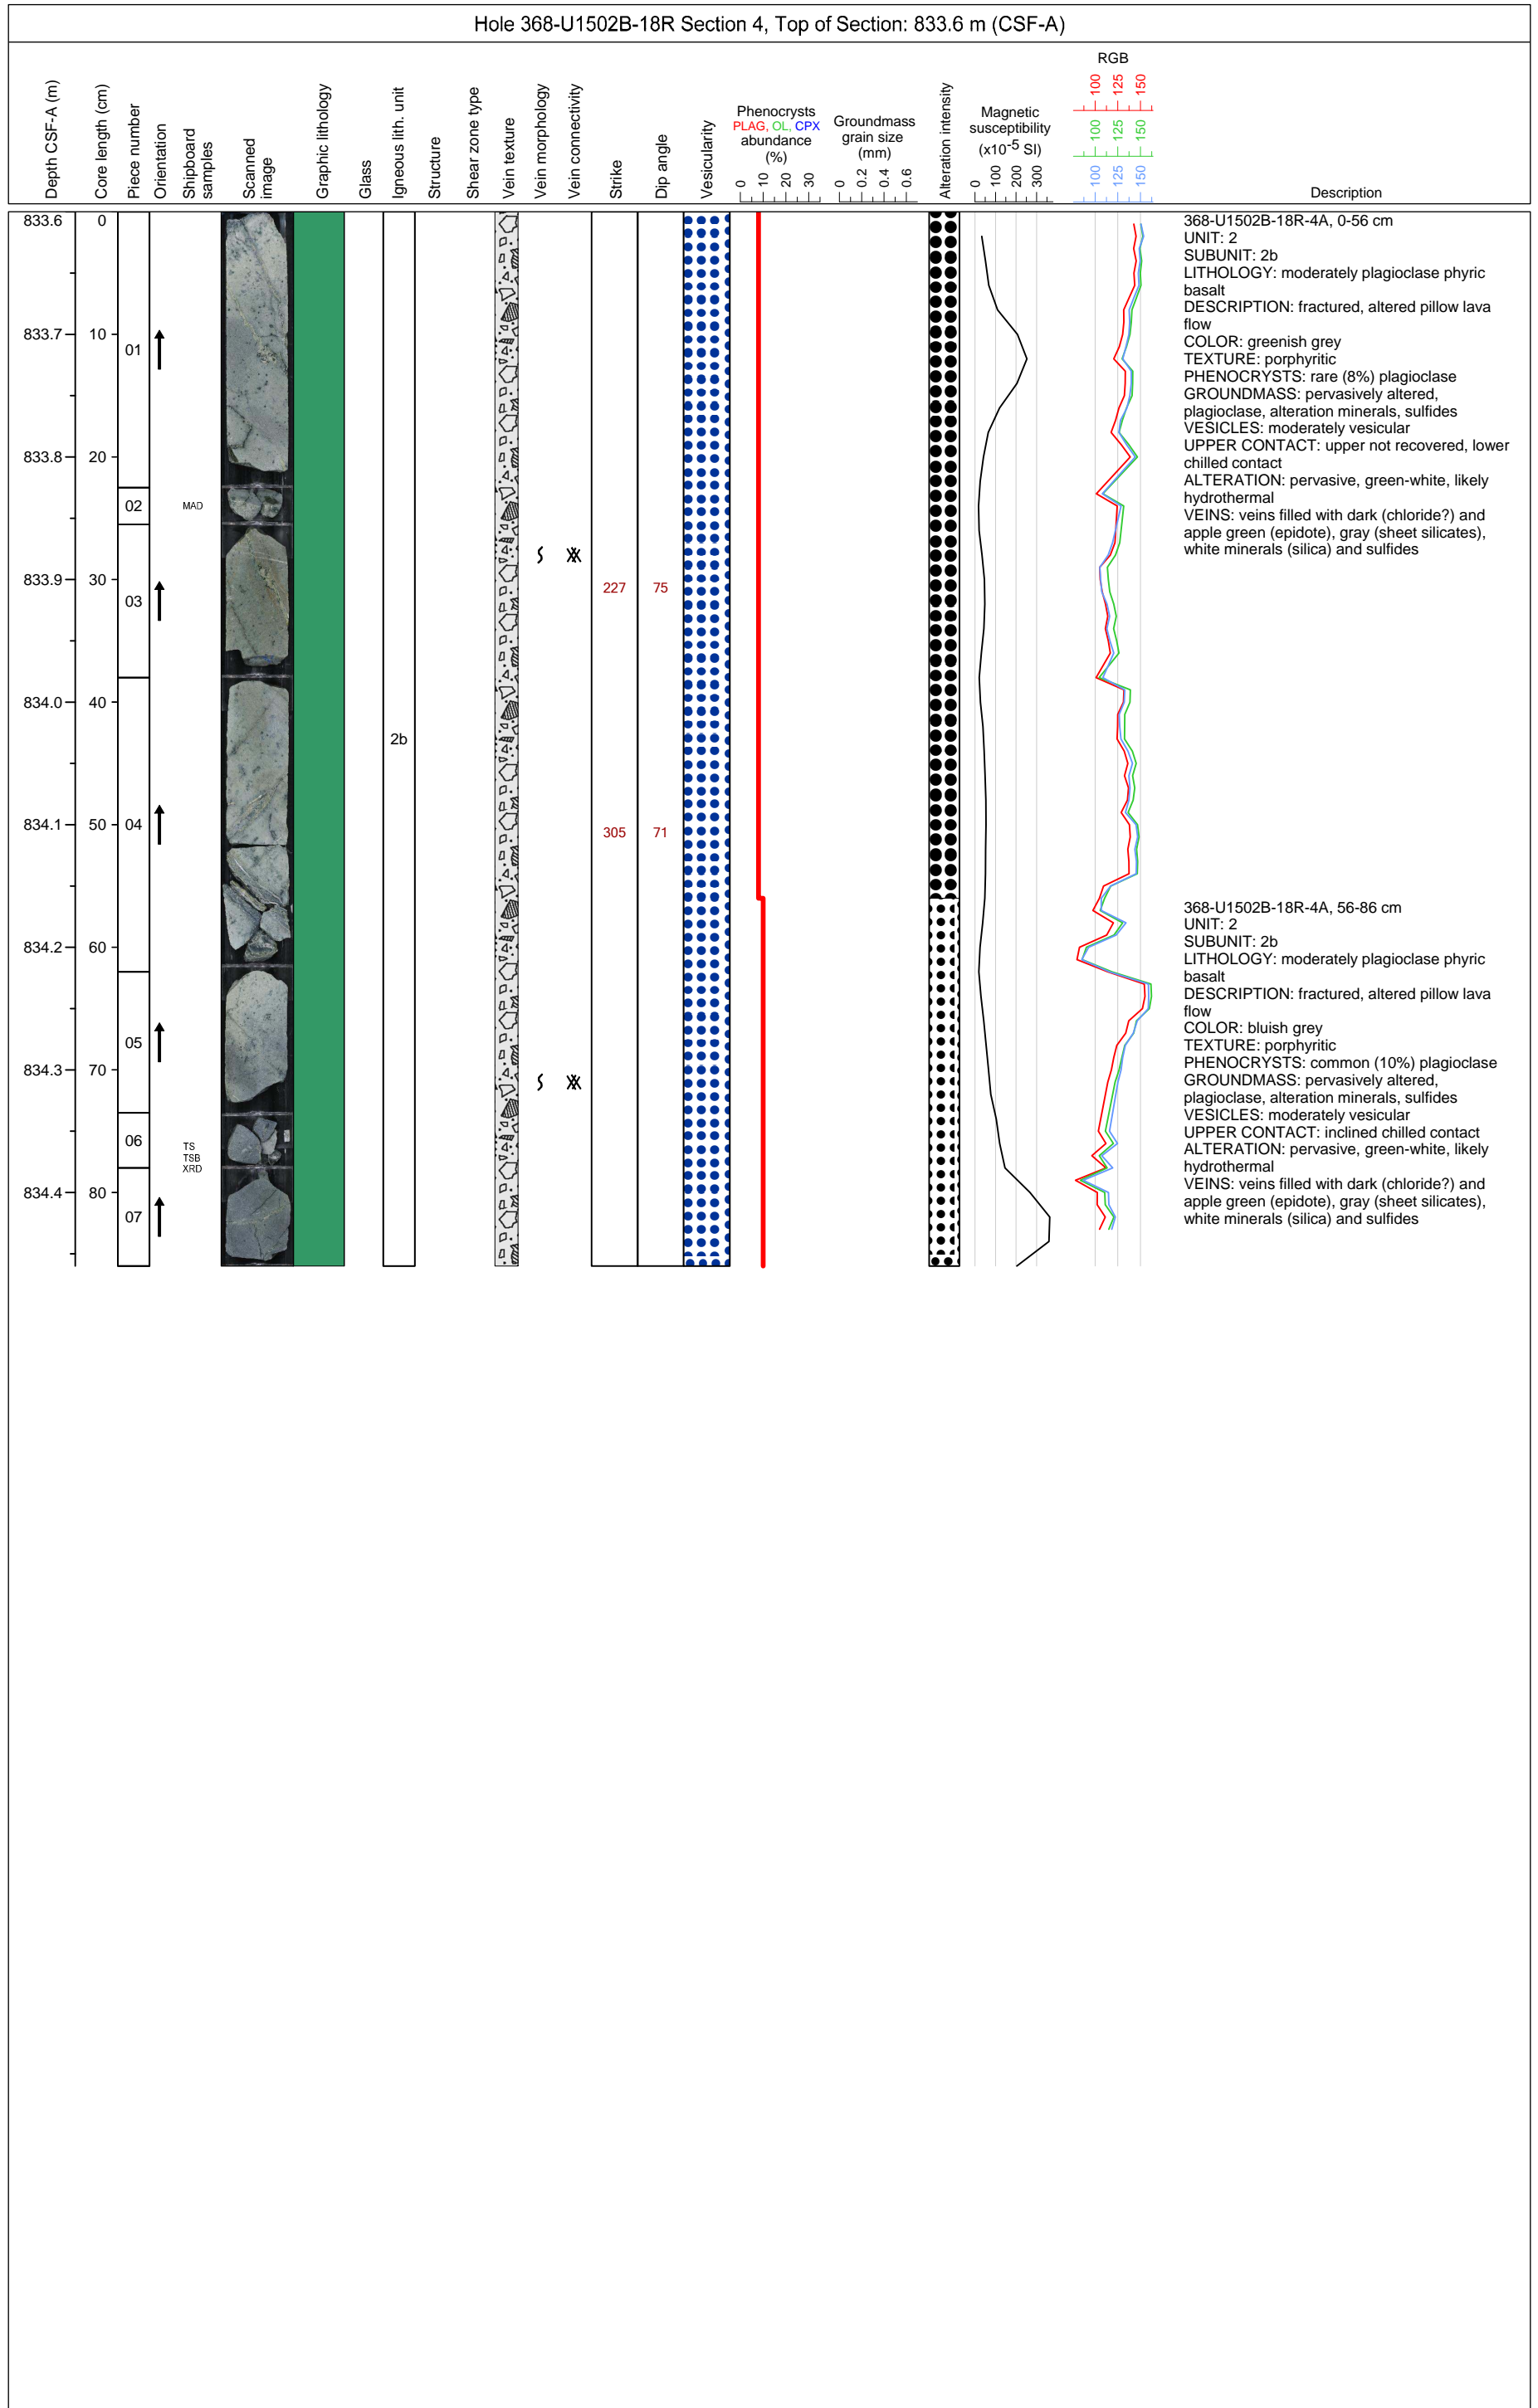 Hole 368-U1502B-18R Section 4, Top of Section: 833.6 m (CSF-A)
Depth CSF-A (m)
Core length (cm)
Piece number
Orientation
Shipboard
samples
Scanned
image
Graphic lithology
Glass
Igneous lith. unit
Structure
Shear zone type
Vein texture
Vein morphology
Vein connectivity
Strike
Dip angle
Vesicularity
Phenocrysts
PLAG, OL, CPX
abundance
(%)
0 10 20 30
Groundmass
grain size
(mm)
0 0.2 0.4 0.6
Alteration intensity
Magnetic
susceptibility
(x10-5 SI)
0 100 200 300
RGB
100 125 150
100 125 150
100 125 150
Description
833.6 0
833.7 10
833.8 20
833.9 30
834.0 40
834.1 50
834.2 60
834.3 70
834.4 80
01
02
03
04
05
06
07
MAD
TS
TSB
XRD
2b
227 75
305 71
368-U1502B-18R-4A, 0-56 cm
UNIT: 2
SUBUNIT: 2b
LITHOLOGY: moderately plagioclase phyric
basalt
DESCRIPTION: fractured, altered pillow lava
flow
COLOR: greenish grey
TEXTURE: porphyritic
PHENOCRYSTS: rare (8%) plagioclase
GROUNDMASS: pervasively altered,
plagioclase, alteration minerals, sulfides
VESICLES: moderately vesicular
UPPER CONTACT: upper not recovered, lower
chilled contact
ALTERATION: pervasive, green-white, likely
hydrothermal
VEINS: veins filled with dark (chloride?) and
apple green (epidote), gray (sheet silicates),
white minerals (silica) and sulfides
368-U1502B-18R-4A, 56-86 cm
UNIT: 2
SUBUNIT: 2b
LITHOLOGY: moderately plagioclase phyric
basalt
DESCRIPTION: fractured, altered pillow lava
flow
COLOR: bluish grey
TEXTURE: porphyritic
PHENOCRYSTS: common (10%) plagioclase
GROUNDMASS: pervasively altered,
plagioclase, alteration minerals, sulfides
VESICLES: moderately vesicular
UPPER CONTACT: inclined chilled contact
ALTERATION: pervasive, green-white, likely
hydrothermal
VEINS: veins filled with dark (chloride?) and
apple green (epidote), gray (sheet silicates),
white minerals (silica) and sulfides